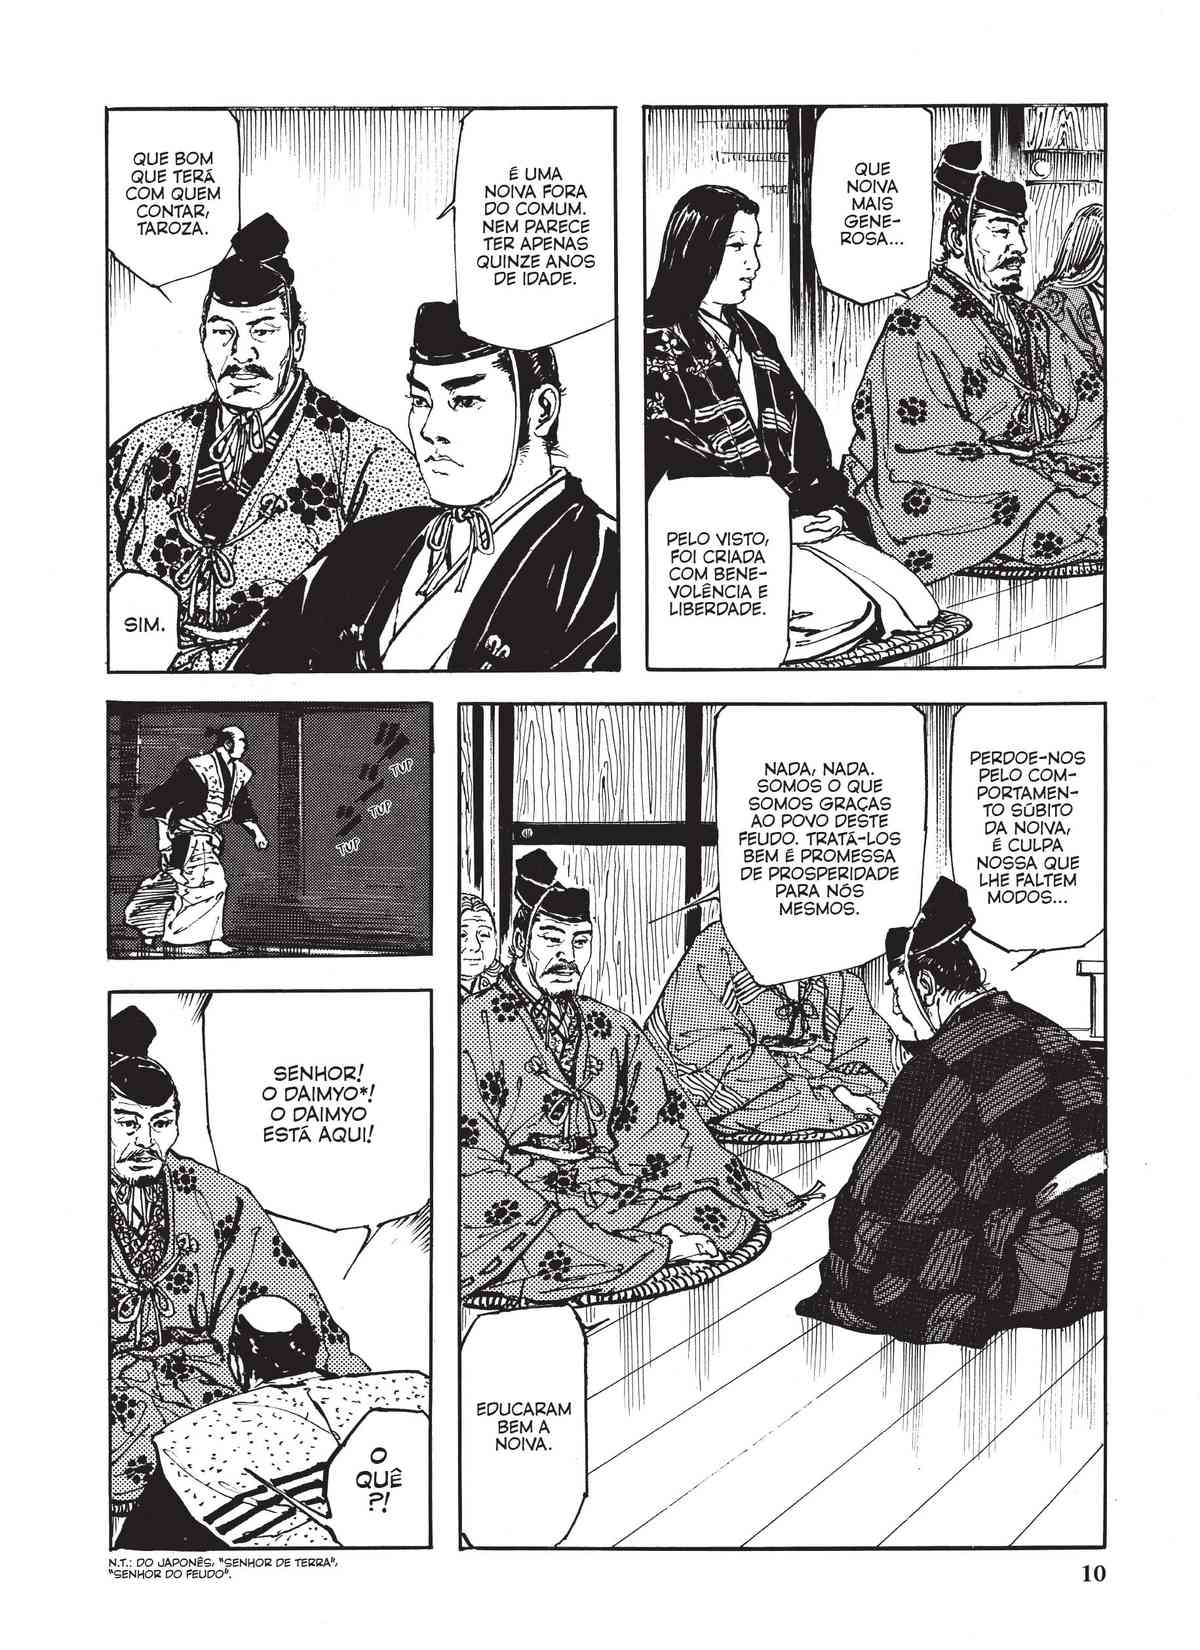 QUE
NOIVA
MAIS
GENE-
ROSA...
PELO VISTO,
FOI CRIADA
COM BENE-
VOLÊNCIA E
LIBERDADE.
É UMA
NOIVA FORA
DO COMUM.
NEM PARECE
TER APENAS
QUINZE ANOS
DE IDADE.
QUE BOM
QUE TERÁ
COM QUEM
CONTAR,
TAROZA.
SIM.
PERDOE-NOS
PELO COM-
PORTAMEN-
TO SÚBITO
DA NOIVA,
É CULPA
NOSSA QUE
LHE FALTEM
MODOS...
NADA, NADA.
SOMOS O QUE
SOMOS GRAÇAS
AO POVO DESTE
FEUDO. TRATÁ-LOS
BEM É PROMESSA
DE PROSPERIDADE
PARA NÓS
MESMOS.
EDUCARAM
BEM A
NOIVA.
TUP
TUP
TUP
SENHOR!
O DAIMYO*!
O DAIMYO
ESTÁ AQUI!
O
QUÊ
?!
N.T.: DO JAPONÊS, "SENHOR DE TERRA",
"SENHOR DO FEUDO".
10